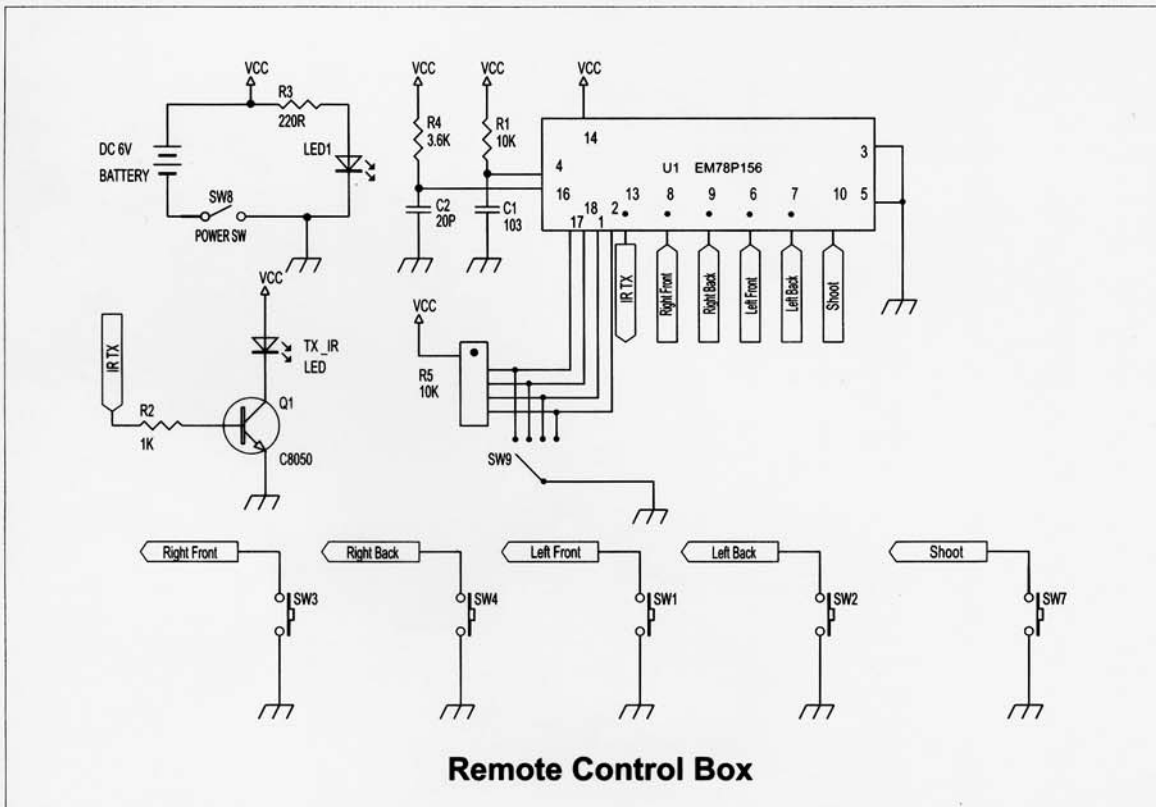 VCC
R3
220R
DC 6V
BATTERY
LED1
SW8
POWER SW
VCC
R4
3.6K
VCC
R1
10K
C2
20P
C1
103
VCC
14
4
16
U1 EM78P156
3
5
17
18
1
2
13
8
9
6
7
10
IR TX
Right Front
Right Back
Left Front
Left Back
Shoot
VCC
IR TX
TX_IR
LED
R2
1K
Q1
C8050
VCC
R5
10K
SW9
Right Front
SW3
Right Back
SW4
Left Front
SW1
Left Back
SW2
Shoot
SW7
Remote Control Box